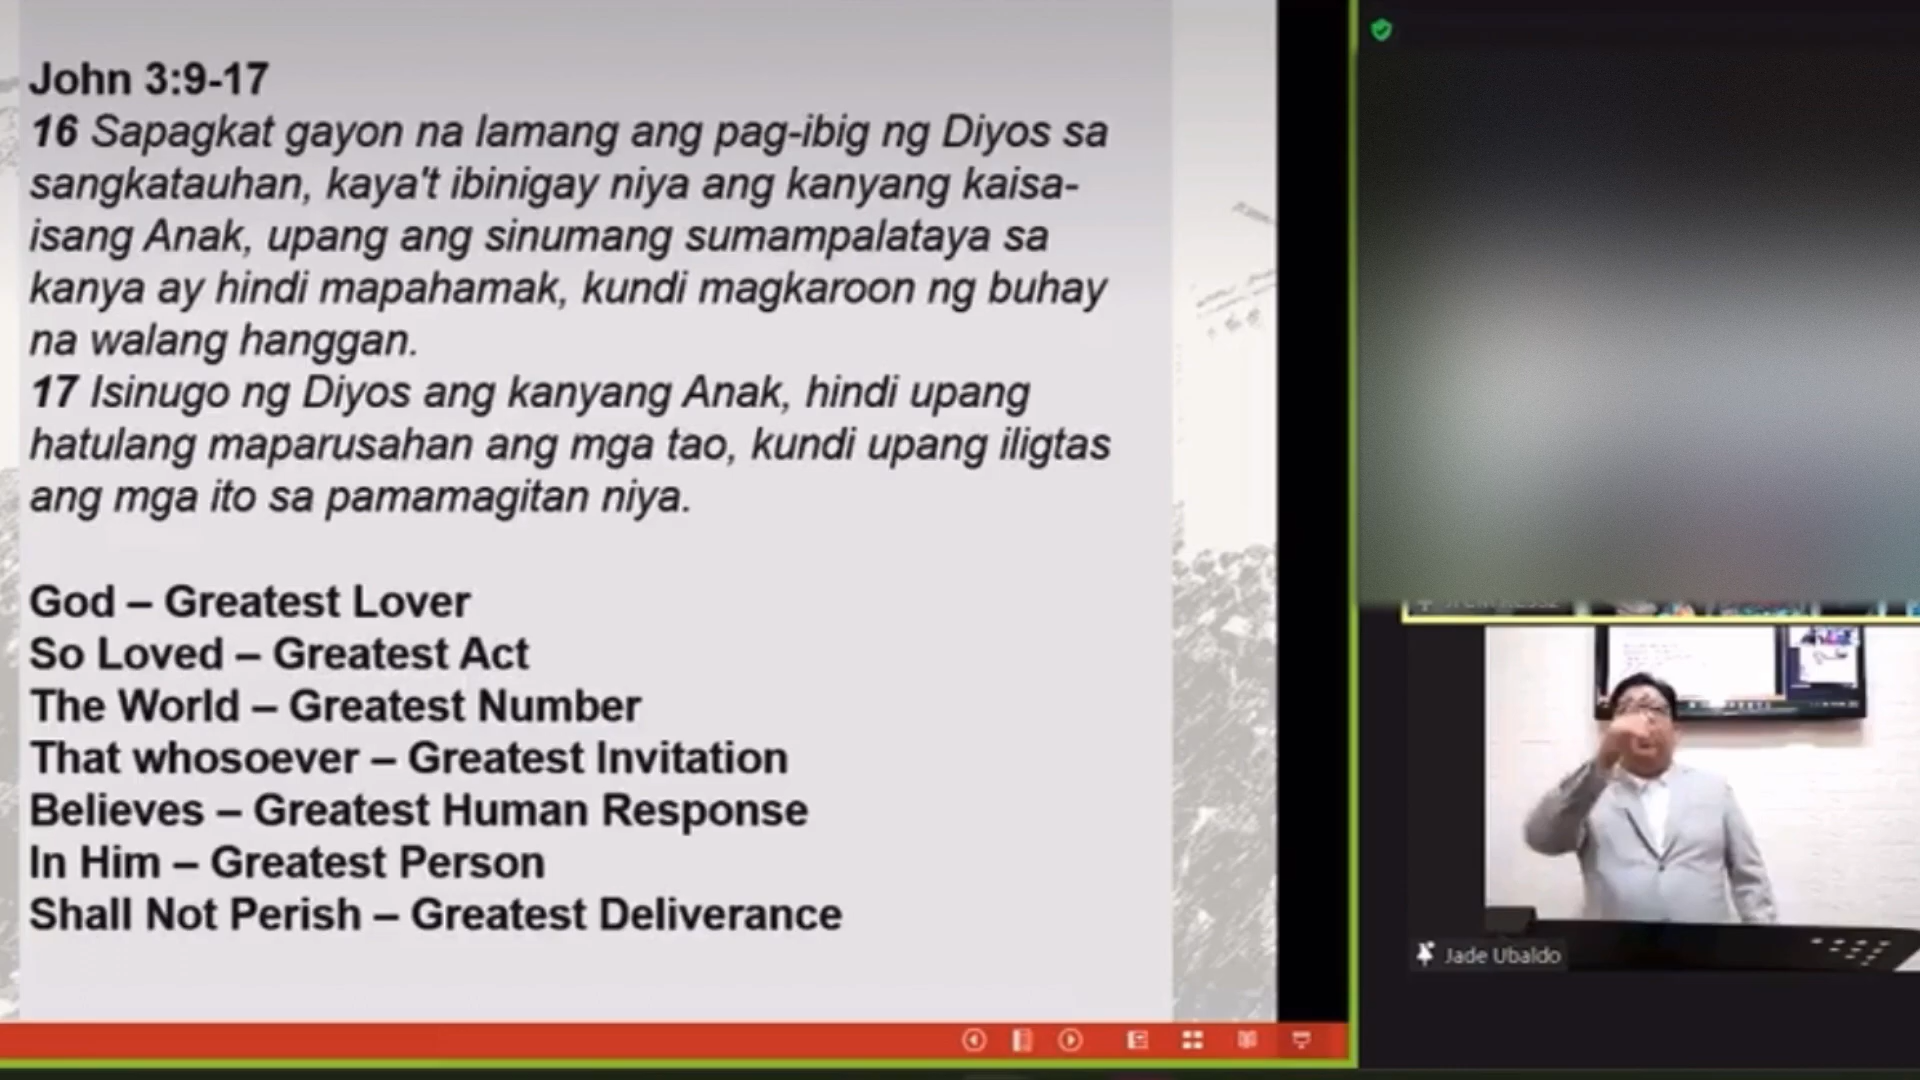 John 3:9-17
16 Sapagkat gayon na lamang ang pag-ibig ng Diyos sa
sangkatauhan, kaya't ibinigay niya ang kanyang kaisa-
isang Anak, upang ang sinumang sumampalataya sa
kanya ay hindi mapahamak, kundi magkaroon ng buhay
na walang hanggan.
17 Isinugo ng Diyos ang kanyang Anak, hindi upang
hatulang maparusahan ang mga tao, kundi upang iligtas
ang mga ito sa pamamagitan niya.
God – Greatest Lover
So Loved – Greatest Act
The World – Greatest Number
That whosoever – Greatest Invitation
Believes – Greatest Human Response
In Him – Greatest Person
Shall Not Perish – Greatest Deliverance
Jade Ubaldo